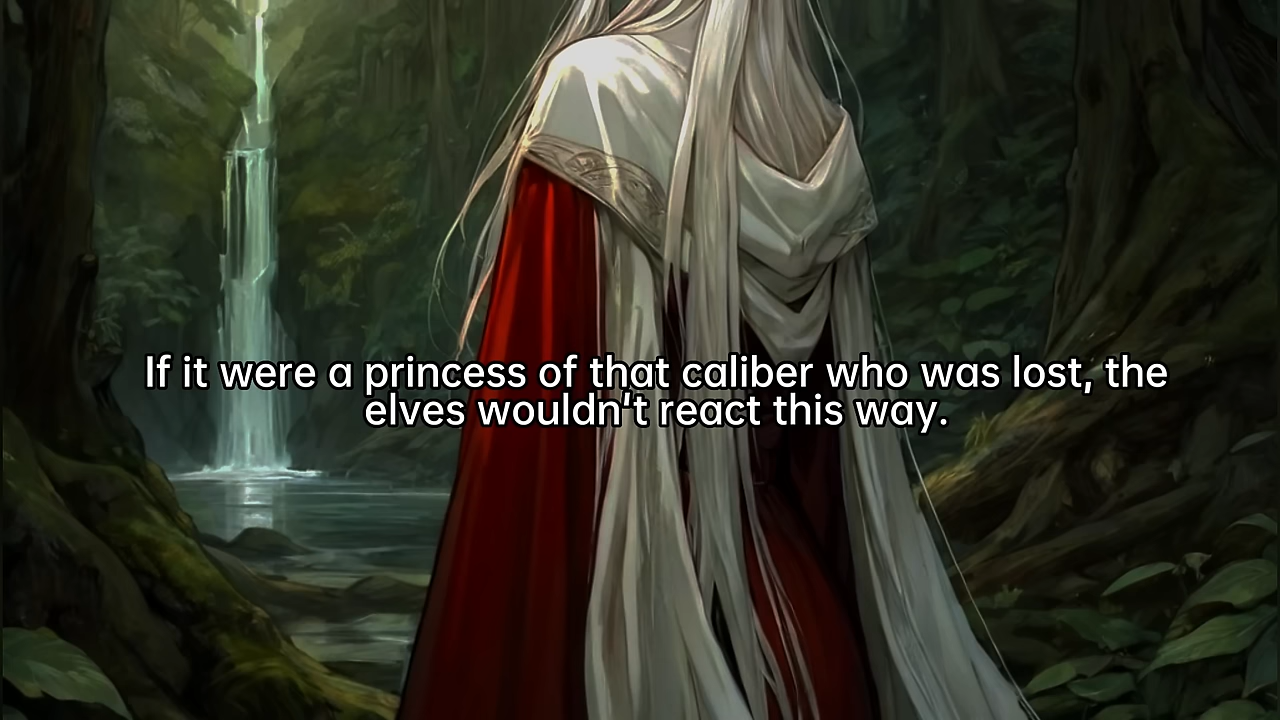 If it were a princess of that caliber who was lost, the
elves wouldn't react this way.